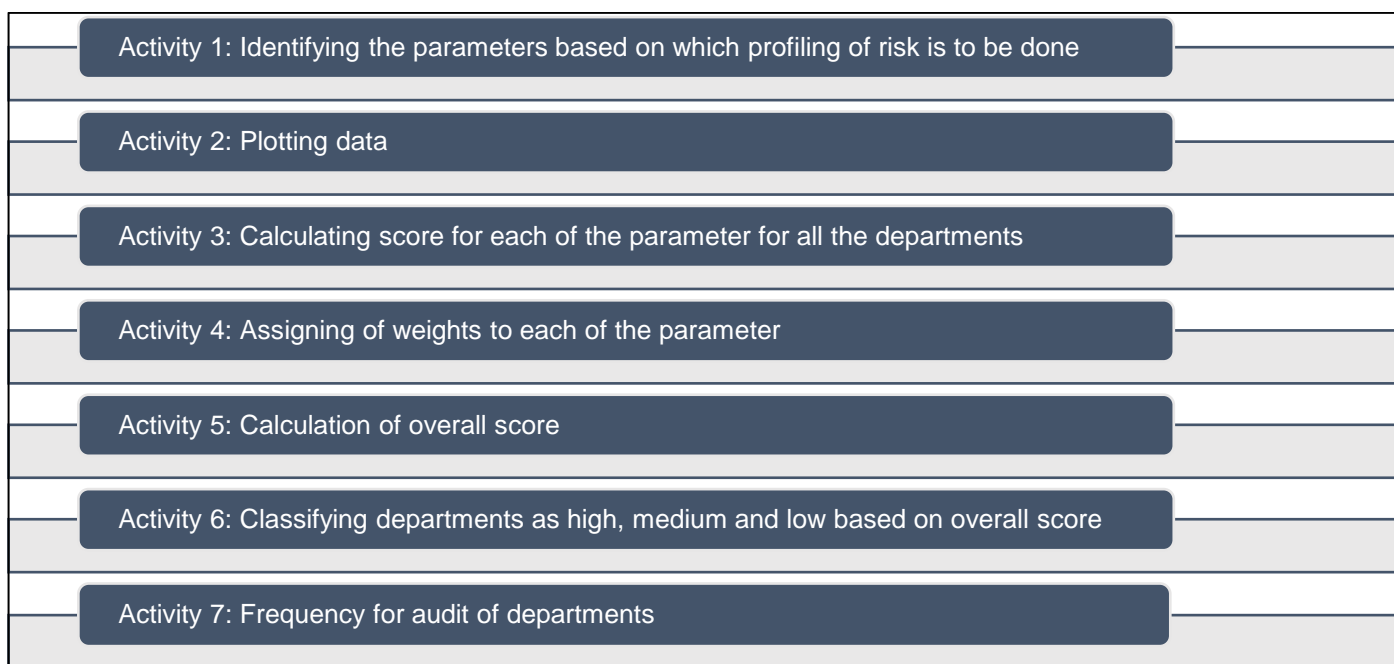 Activity 1: Identifying the parameters based on which profiling of risk is to be done
Activity 2: Plotting data
Activity 3: Calculating score for each of the parameter for all the departments
Activity 4: Assigning of weights to each of the parameter
Activity 5: Calculation of overall score
Activity 6: Classifying departments as high, medium and low based on overall score
Activity 7: Frequency for audit of departments